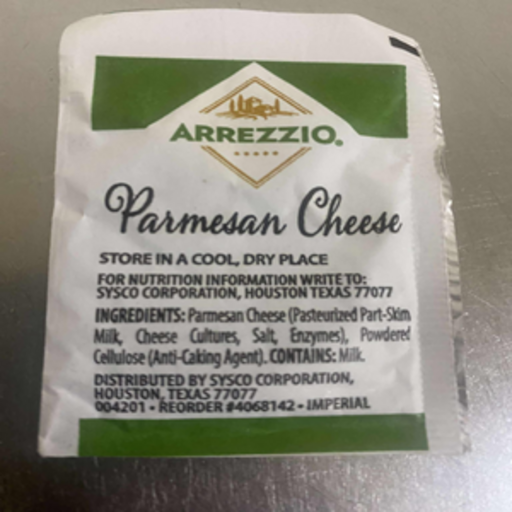 ARREZZIO®
Parmesan Cheese
STORE IN A COOL, DRY PLACE
FOR NUTRITION INFORMATION WRITE TO:
SYSCO CORPORATION, HOUSTON TEXAS 77077
INGREDIENTS: Parmesan Cheese (Pasteurized Part-Skim
Milk, Cheese Cultures, Salt, Enzymes), Powdered
Cellulose (Anti-Caking Agent). CONTAINS: Milk.
DISTRIBUTED BY SYSCO CORPORATION,
HOUSTON, TEXAS 77077
004201 - REORDER #4068142 - IMPERIAL